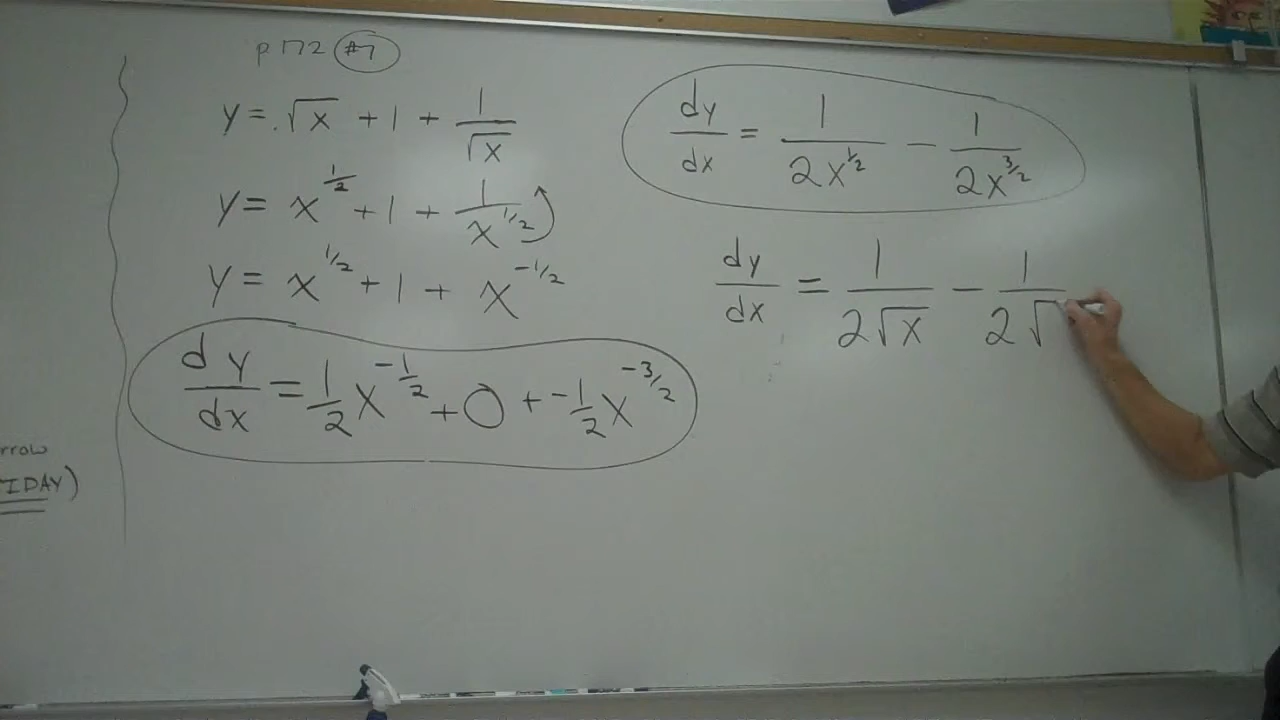 p 172 #7
y = √x + 1 + 1/√x
y = x^1/2 + 1 + 1/x^1/2
y = x^1/2 + 1 + x^-1/2
dy/dx = 1/2 x^-1/2 + 0 + -1/2 x^-3/2
rrow
IDAY)
dy/dx = 1/2x^1/2 - 1/2x^3/2
dy/dx = 1/2√x - 1/2√